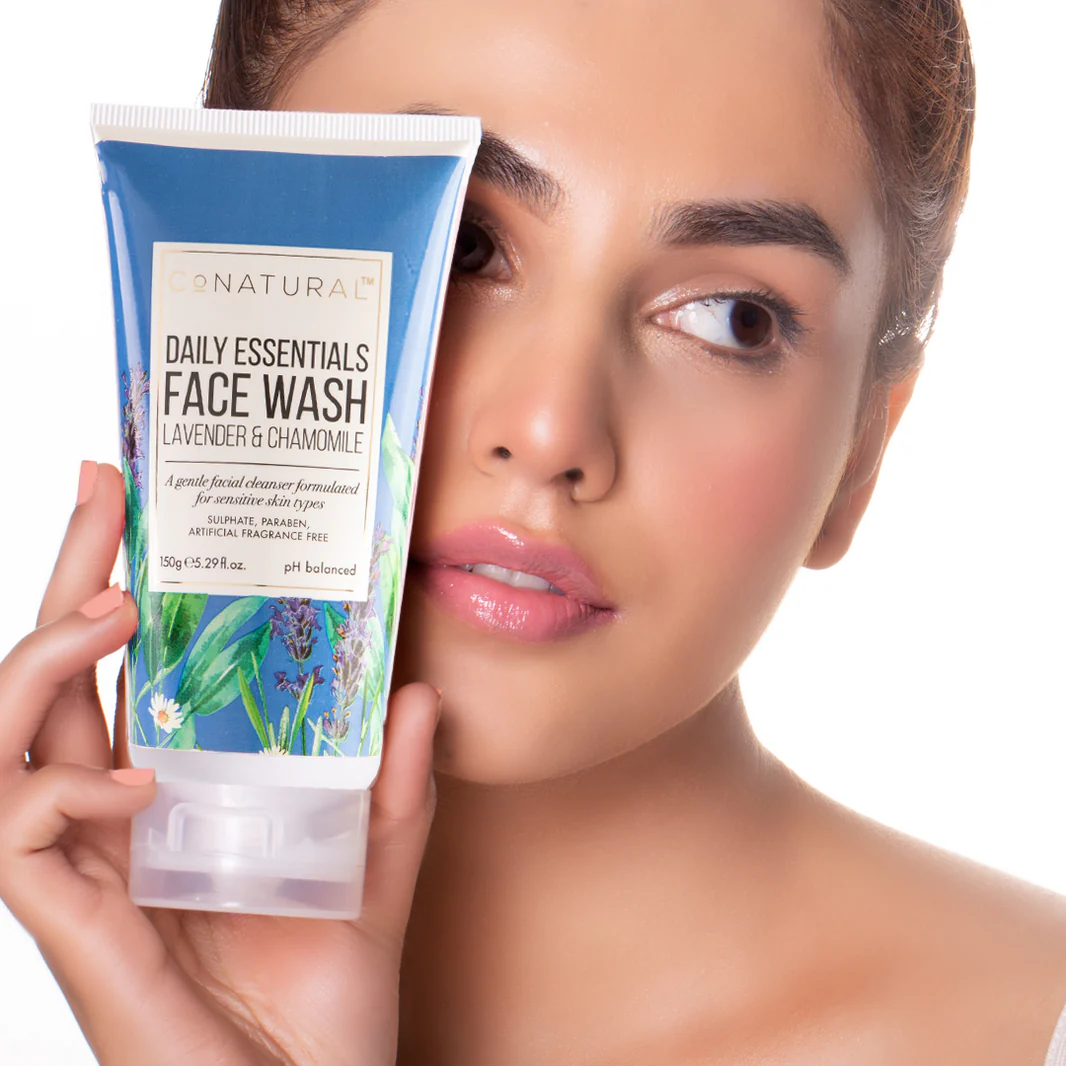 CoNATURAL™
DAILY ESSENTIALS
FACE WASH
LAVENDER & CHAMOMILE
A gentle facial cleanser formulated
for sensitive skin types
SULPHATE, PARABEN,
ARTIFICIAL FRAGRANCE FREE
150g ℮5.29fl.oz. pH balanced